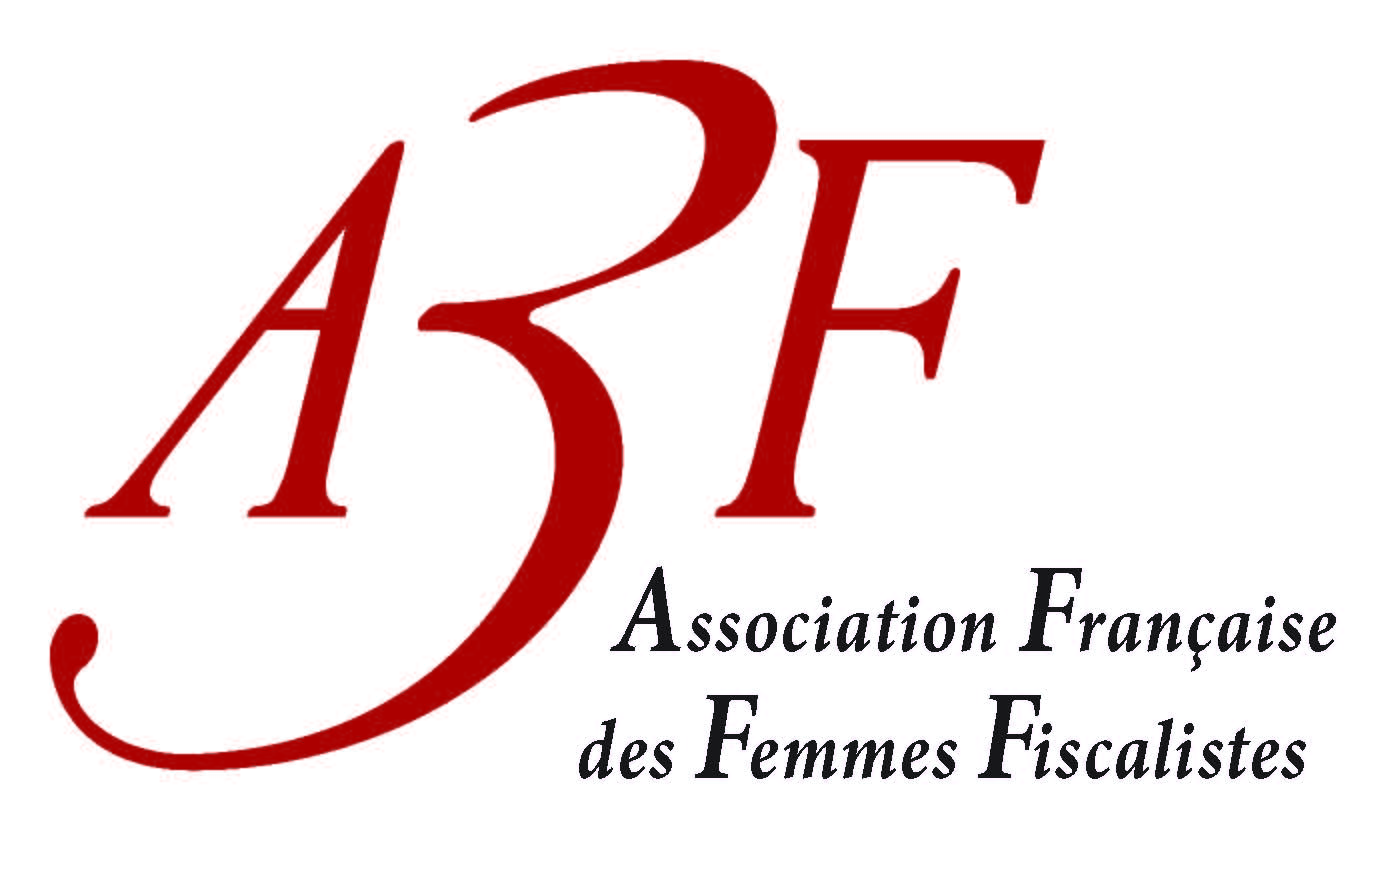 A3F
Association Française
des Femmes Fiscalistes